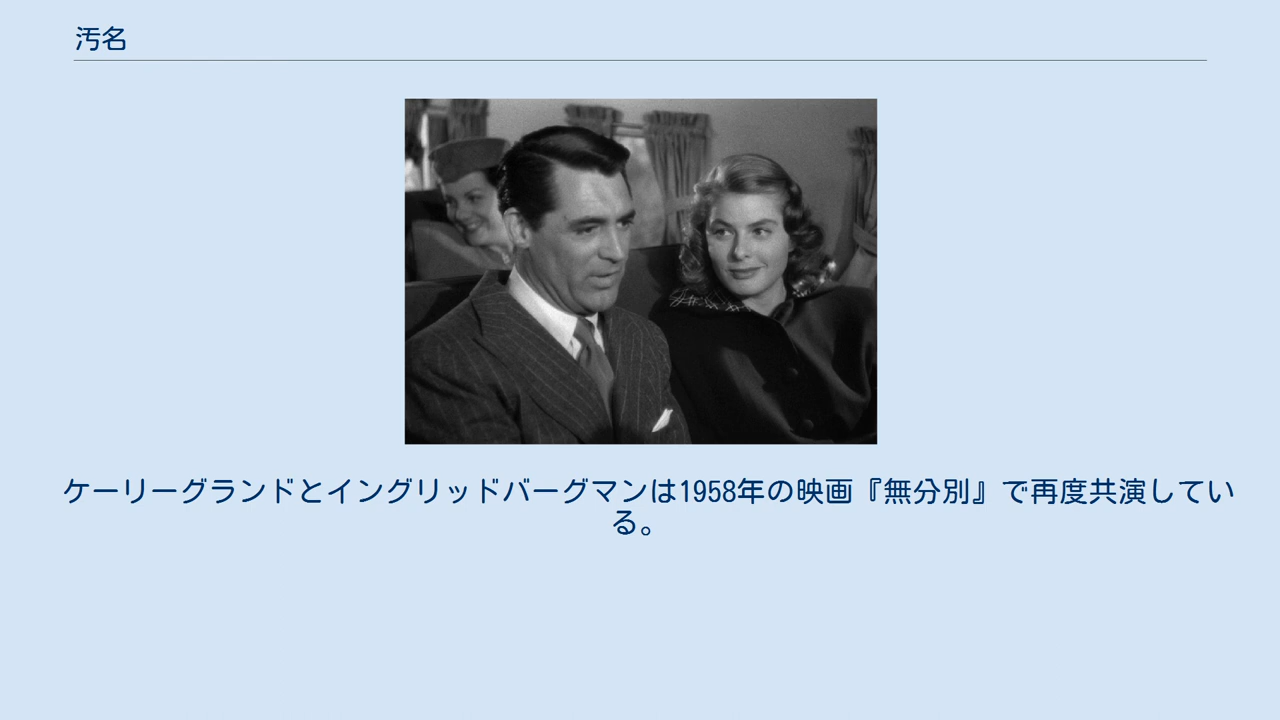 汚名
ケーリーグランドとイングリッドバーグマンは1958年の映画『無分別』で再度共演してい
る。